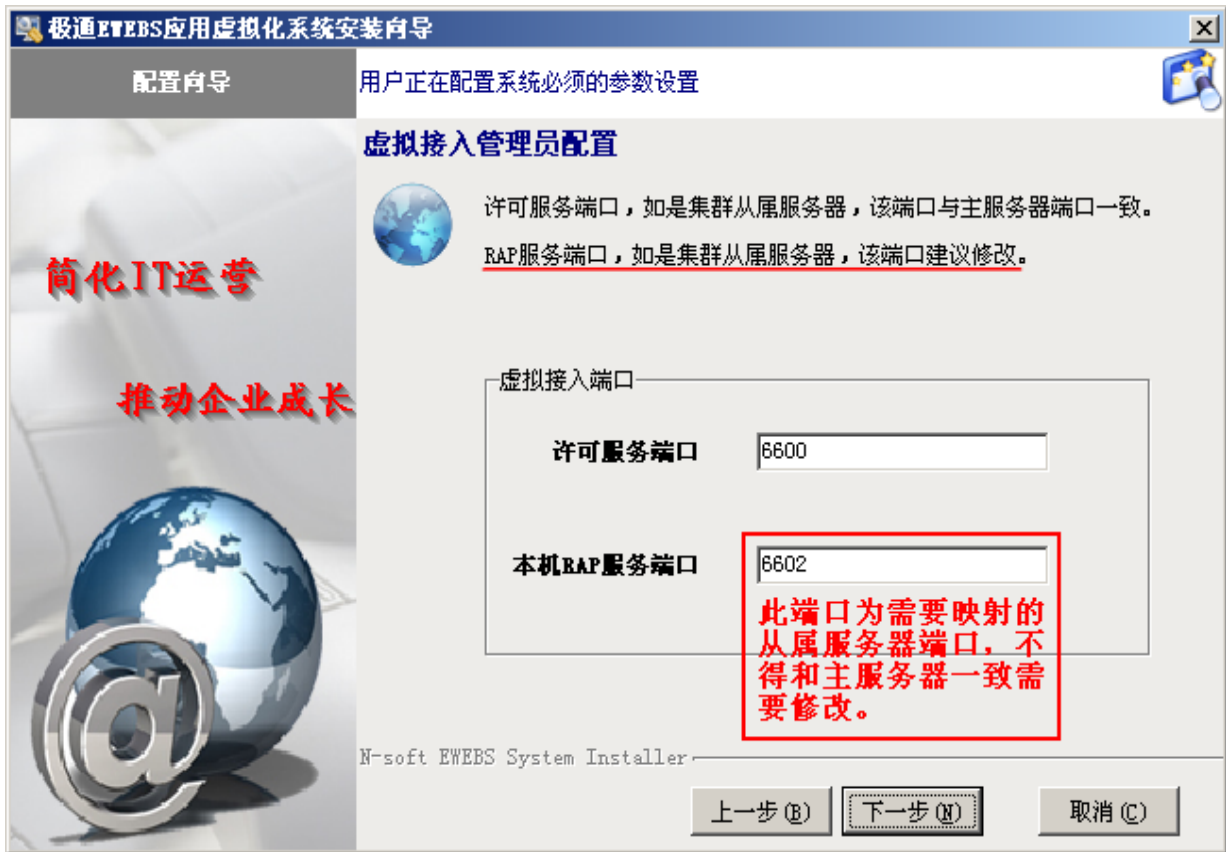 极通EWEBS应用虚拟化系统安装向导
配置向导
用户正在配置系统必须的参数设置
虚拟接入管理员配置
许可服务端口，如是集群从属服务器，该端口与主服务器端口一致。
RAP服务端口，如是集群从属服务器，该端口建议修改。
简化IT运营
推动企业成长
虚拟接入端口
许可服务端口
6600
本机RAP服务端口
6602
此端口为需要映射的
从属服务器端口，不
得和主服务器一致需
要修改。
N-soft EWEBS System Installer
上一步(B)
下一步(N)
取消(C)